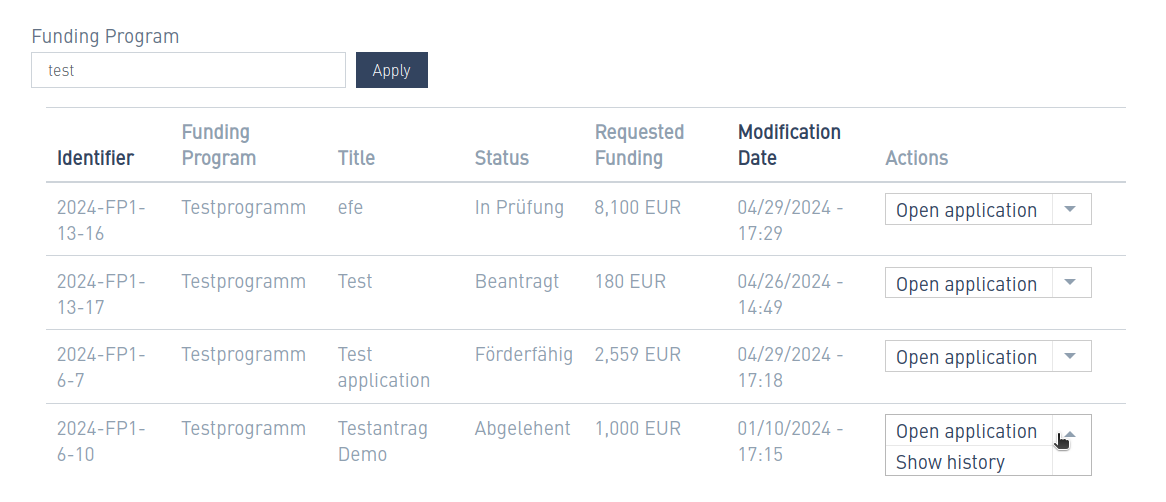 Funding Program
test
Apply
Identifier Funding Program Title Status Requested Funding Modification Date Actions
2024-FP1-13-16 Testprogramm efe In Prüfung 8,100 EUR 04/29/2024 - 17:29 Open application
2024-FP1-13-17 Testprogramm Test Beantragt 180 EUR 04/26/2024 - 14:49 Open application
2024-FP1-6-7 Testprogramm Test application Förderfähig 2,559 EUR 04/29/2024 - 17:18 Open application
2024-FP1-6-10 Testprogramm Testantrag Demo Abgelehent 1,000 EUR 01/10/2024 - 17:15 Open application
Show history